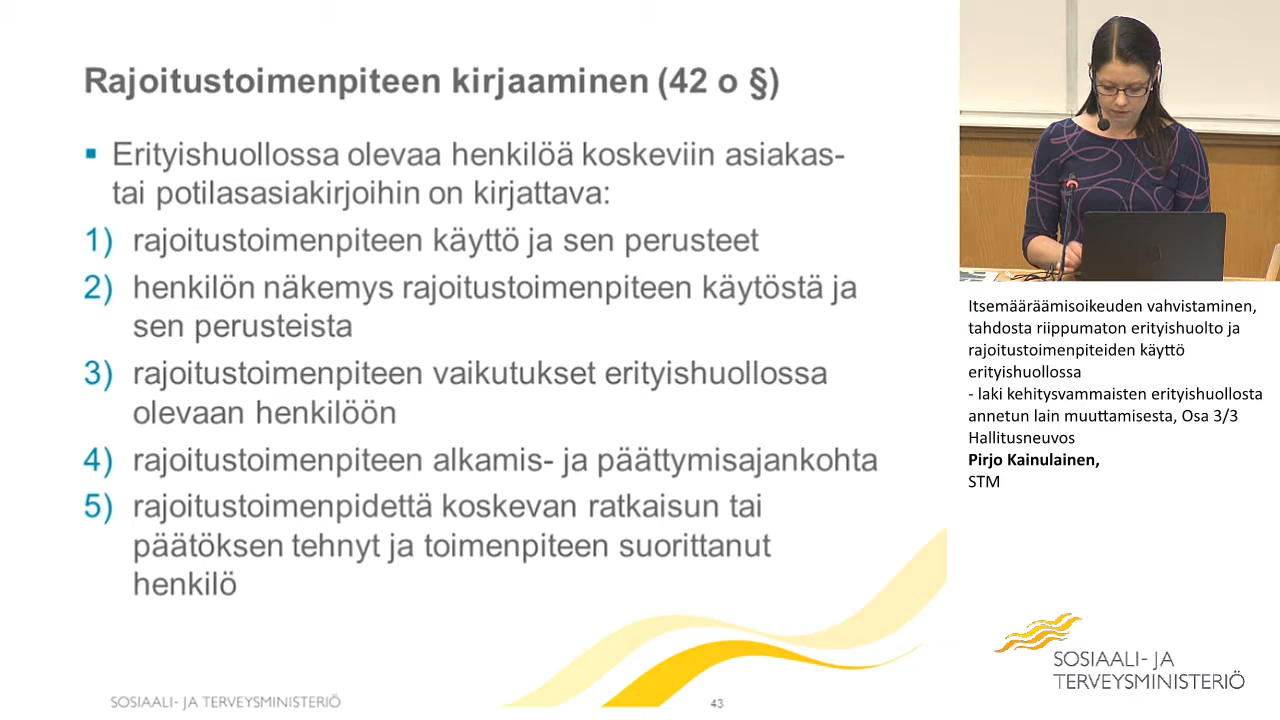 Rajoitustoimenpiteen kirjaaminen (42 o §)
Erityishuollossa olevaa henkilöä koskeviin asiakas-
tai potilasasiakirjoihin on kirjattava:
1) rajoitustoimenpiteen käyttö ja sen perusteet
2) henkilön näkemys rajoitustoimenpiteen käytöstä ja
sen perusteista
3) rajoitustoimenpiteen vaikutukset erityishuollossa
olevaan henkilöön
4) rajoitustoimenpiteen alkamis- ja päättymisajankohta
5) rajoitustoimenpidettä koskevan ratkaisun tai
päätöksen tehnyt ja toimenpiteen suorittanut
henkilö
SOSIAALI- JA TERVEYSMINISTERIÖ
43
Itsemääräämisoikeuden vahvistaminen,
tahdosta riippumaton erityishuolto ja
rajoitustoimenpiteiden käyttö
erityishuollossa
- laki kehitysvammaisten erityishuollosta
annetun lain muuttamisesta, Osa 3/3
Hallitusneuvos
Pirjo Kainulainen,
STM
SOSIAALI- JA
TERVEYSMINISTERIÖ